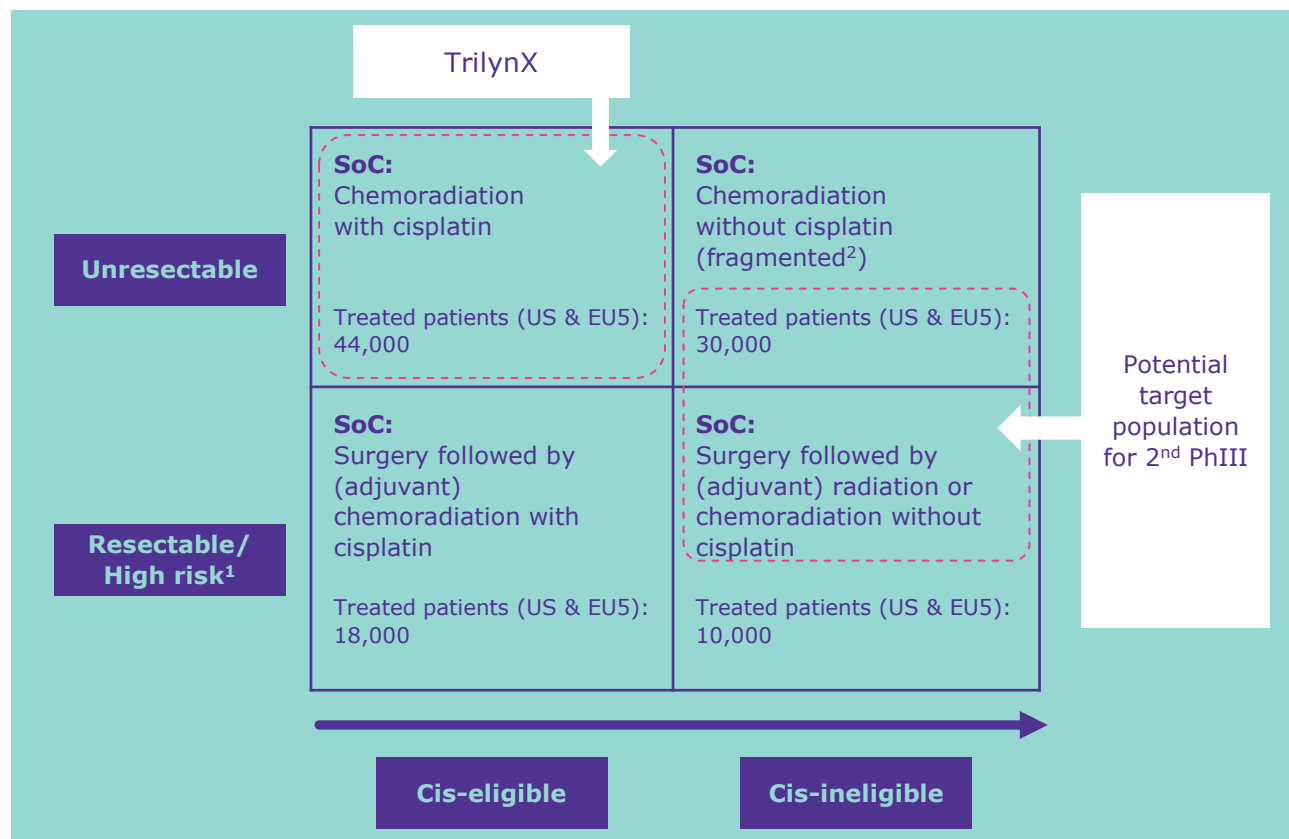 TrilynX
SoC:
Chemoradiation
with cisplatin
Treated patients (US & EU5):
44,000
SoC:
Chemoradiation
without cisplatin
(fragmented²)
Treated patients (US & EU5):
30,000
Unresectable
Potential
target
population
for 2nd PhIII
SoC:
Surgery followed by
(adjuvant)
chemoradiation with
cisplatin
Treated patients (US & EU5):
18,000
SoC:
Surgery followed by
(adjuvant) radiation or
chemoradiation without
cisplatin
Treated patients (US & EU5):
10,000
Resectable/
High risk¹
Cis-eligible
Cis-ineligible